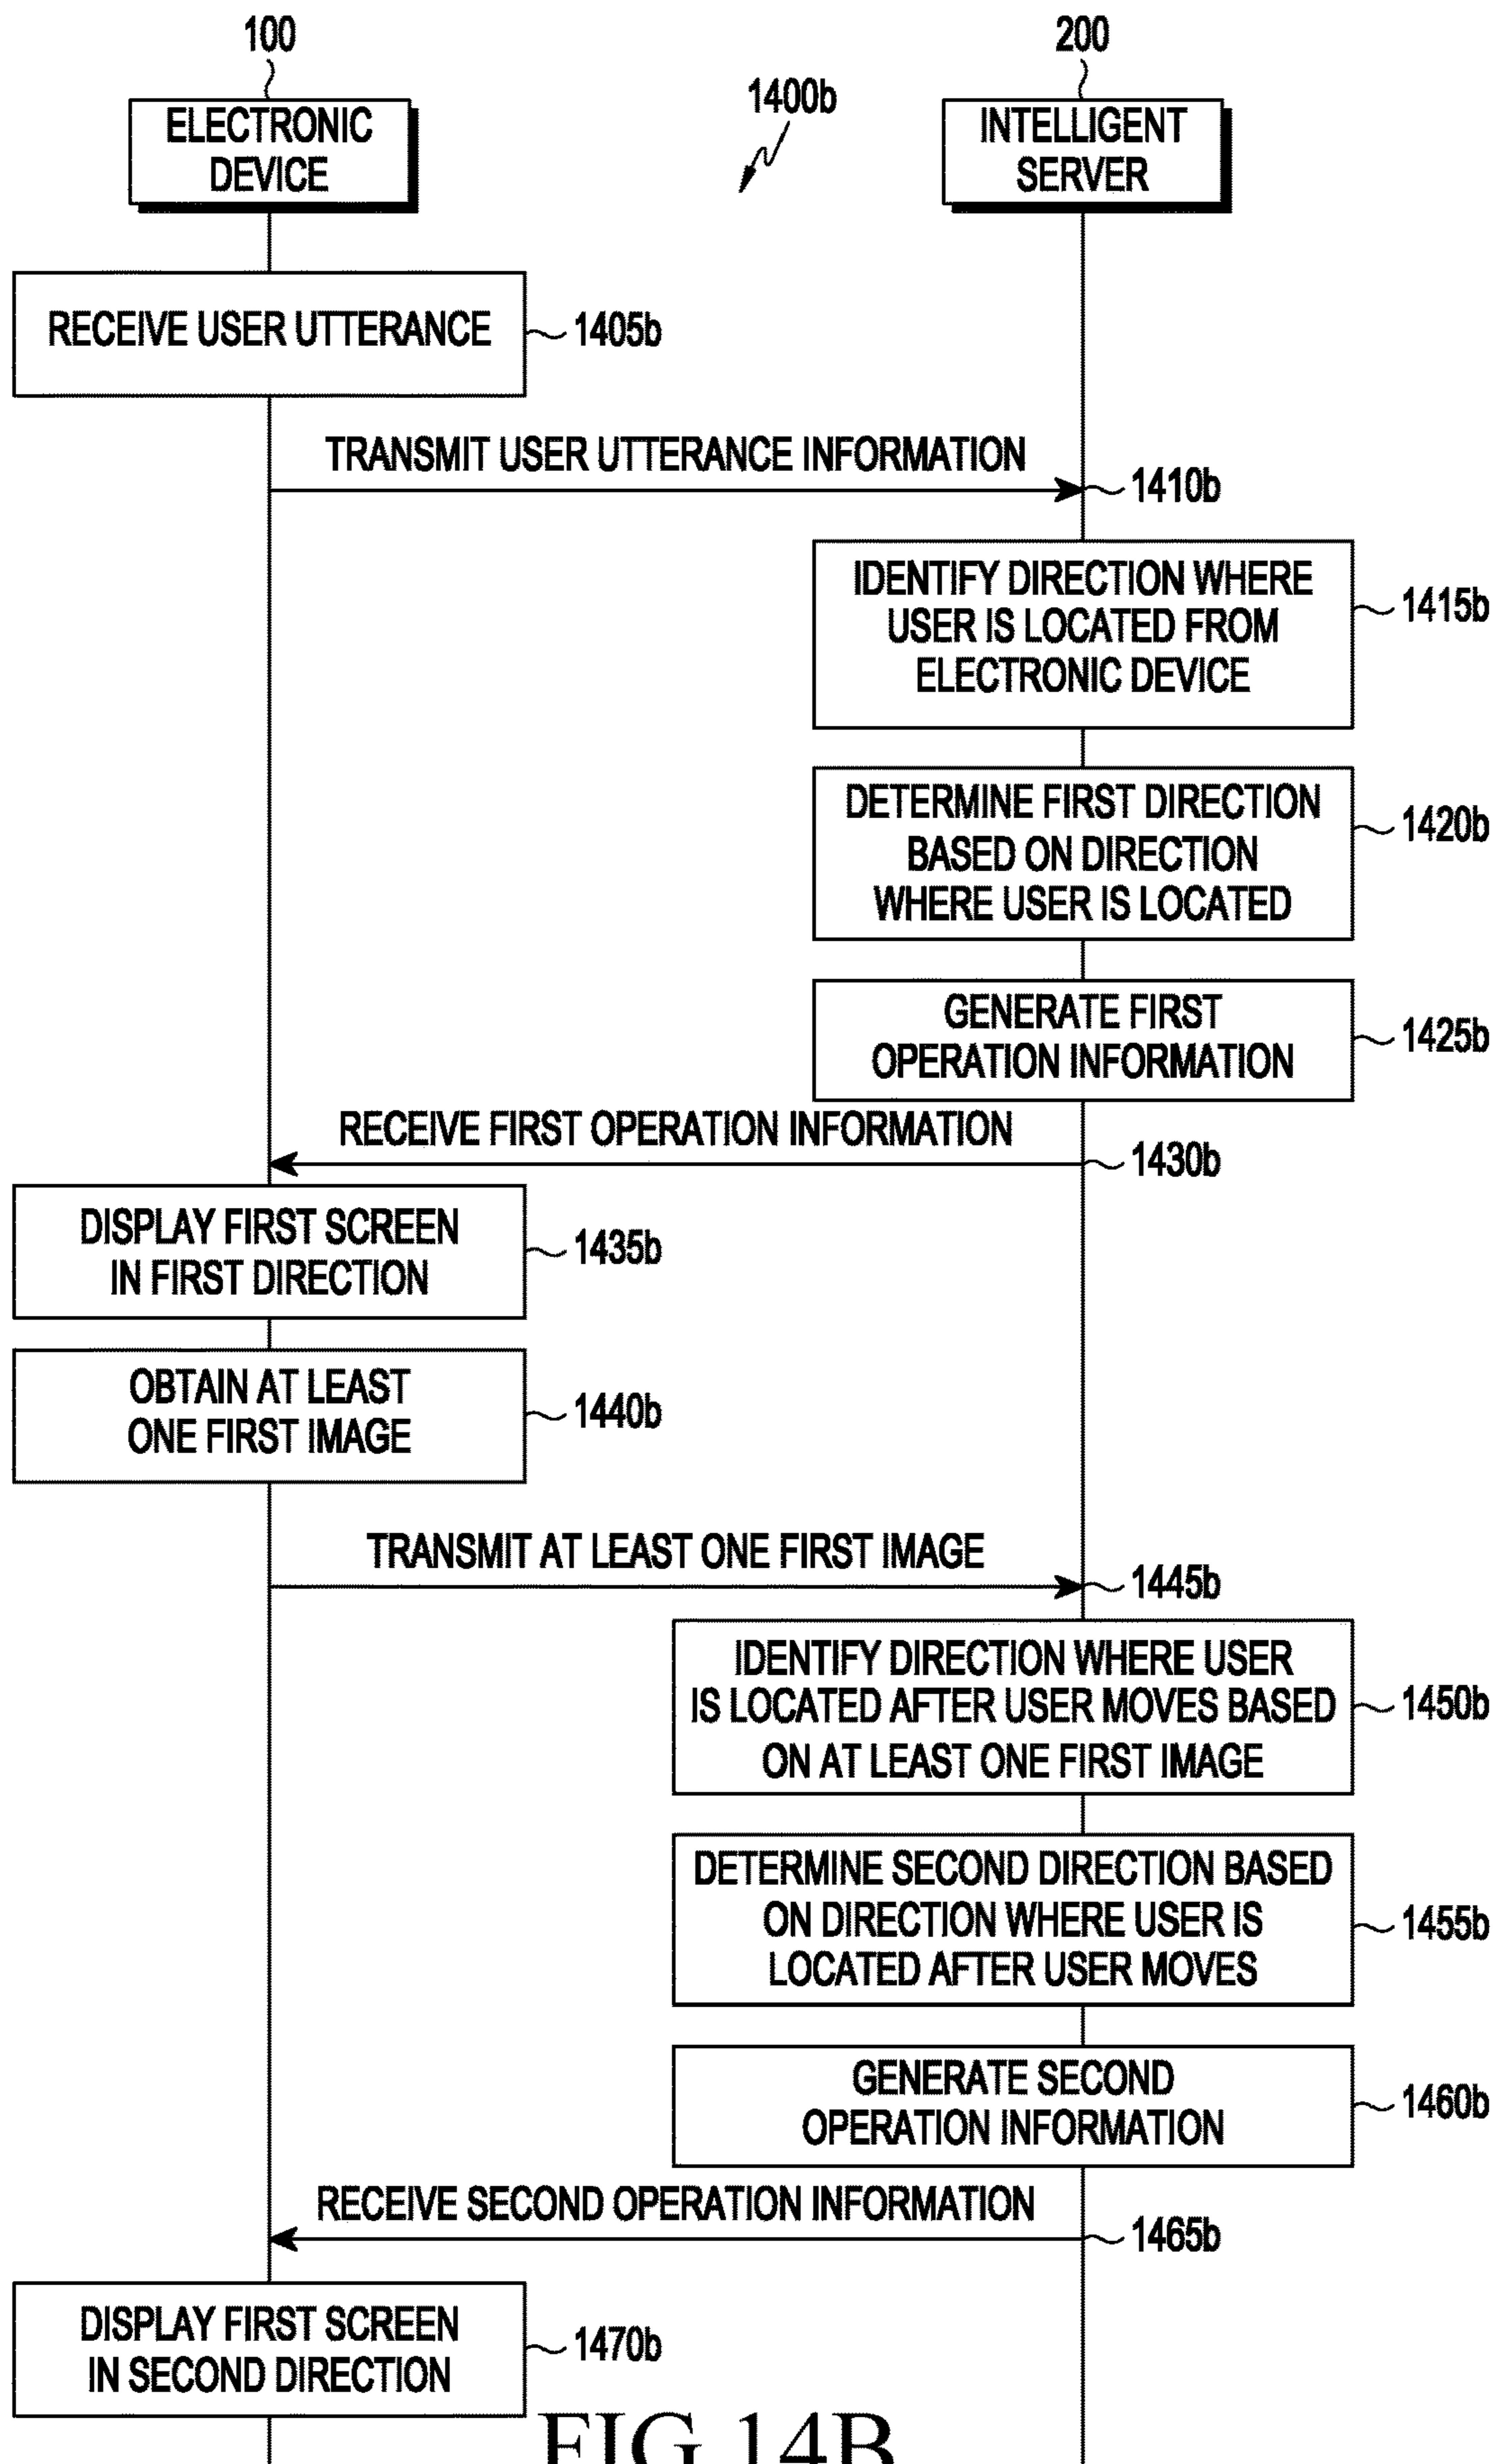 100
200
1400b
ELECTRONIC
DEVICE
INTELLIGENT
SERVER
RECEIVE USER UTTERANCE
1405b
TRANSMIT USER UTTERANCE INFORMATION
1410b
IDENTIFY DIRECTION WHERE
USER IS LOCATED FROM
ELECTRONIC DEVICE
1415b
DETERMINE FIRST DIRECTION
BASED ON DIRECTION
WHERE USER IS LOCATED
1420b
GENERATE FIRST
OPERATION INFORMATION
1425b
RECEIVE FIRST OPERATION INFORMATION
1430b
DISPLAY FIRST SCREEN
IN FIRST DIRECTION
1435b
OBTAIN AT LEAST
ONE FIRST IMAGE
1440b
TRANSMIT AT LEAST ONE FIRST IMAGE
1445b
IDENTIFY DIRECTION WHERE USER
IS LOCATED AFTER USER MOVES BASED
ON AT LEAST ONE FIRST IMAGE
1450b
DETERMINE SECOND DIRECTION BASED
ON DIRECTION WHERE USER IS
LOCATED AFTER USER MOVES
1455b
GENERATE SECOND
OPERATION INFORMATION
1460b
RECEIVE SECOND OPERATION INFORMATION
1465b
DISPLAY FIRST SCREEN
IN SECOND DIRECTION
1470b
FIG.14B